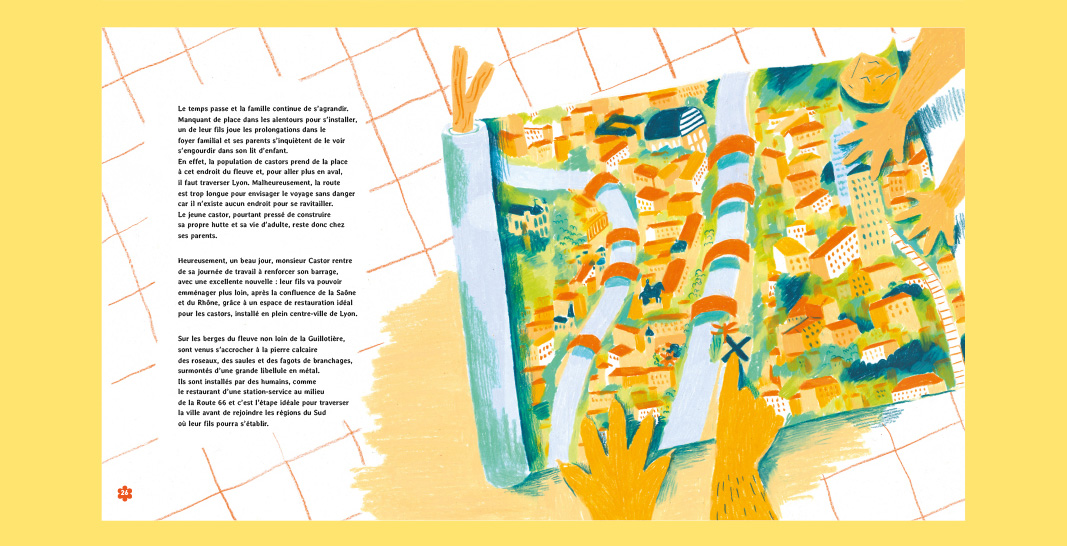 Le temps passe et la famille continue de s'agrandir.
Manquant de place dans les alentours pour s'installer,
un de leur fils joue les prolongations dans le
foyer familial et ses parents s'inquiètent de le voir
s'engourdir dans son lit d'enfant.
En effet, la population de castors prend de la place
à cet endroit du fleuve et, pour aller plus en aval,
il faut traverser Lyon. Malheureusement, la route
est trop longue pour envisager le voyage sans danger
car il n'existe aucun endroit pour se ravitailler.
Le jeune castor, pourtant pressé de construire
sa propre hutte et sa vie d'adulte, reste donc chez
ses parents.
Heureusement, un beau jour, monsieur Castor rentre
de sa journée de travail à renforcer son barrage,
avec une excellente nouvelle : leur fils va pouvoir
emménager plus loin, après la confluence de la Saône
et du Rhône, grâce à un espace de restauration idéal
pour les castors, installé en plein centre-ville de Lyon.
Sur les berges du fleuve non loin de la Guillotière,
sont venus s'accrocher à la pierre calcaire
des roseaux, des saules et des fagots de branchages,
surmontés d'une grande libellule en métal.
Ils sont installés par des humains, comme
le restaurant d'une station-service au milieu
de la Route 66 et c'est l'étape idéale pour traverser
la ville avant de rejoindre les régions du Sud
où leur fils pourra s'établir.
26